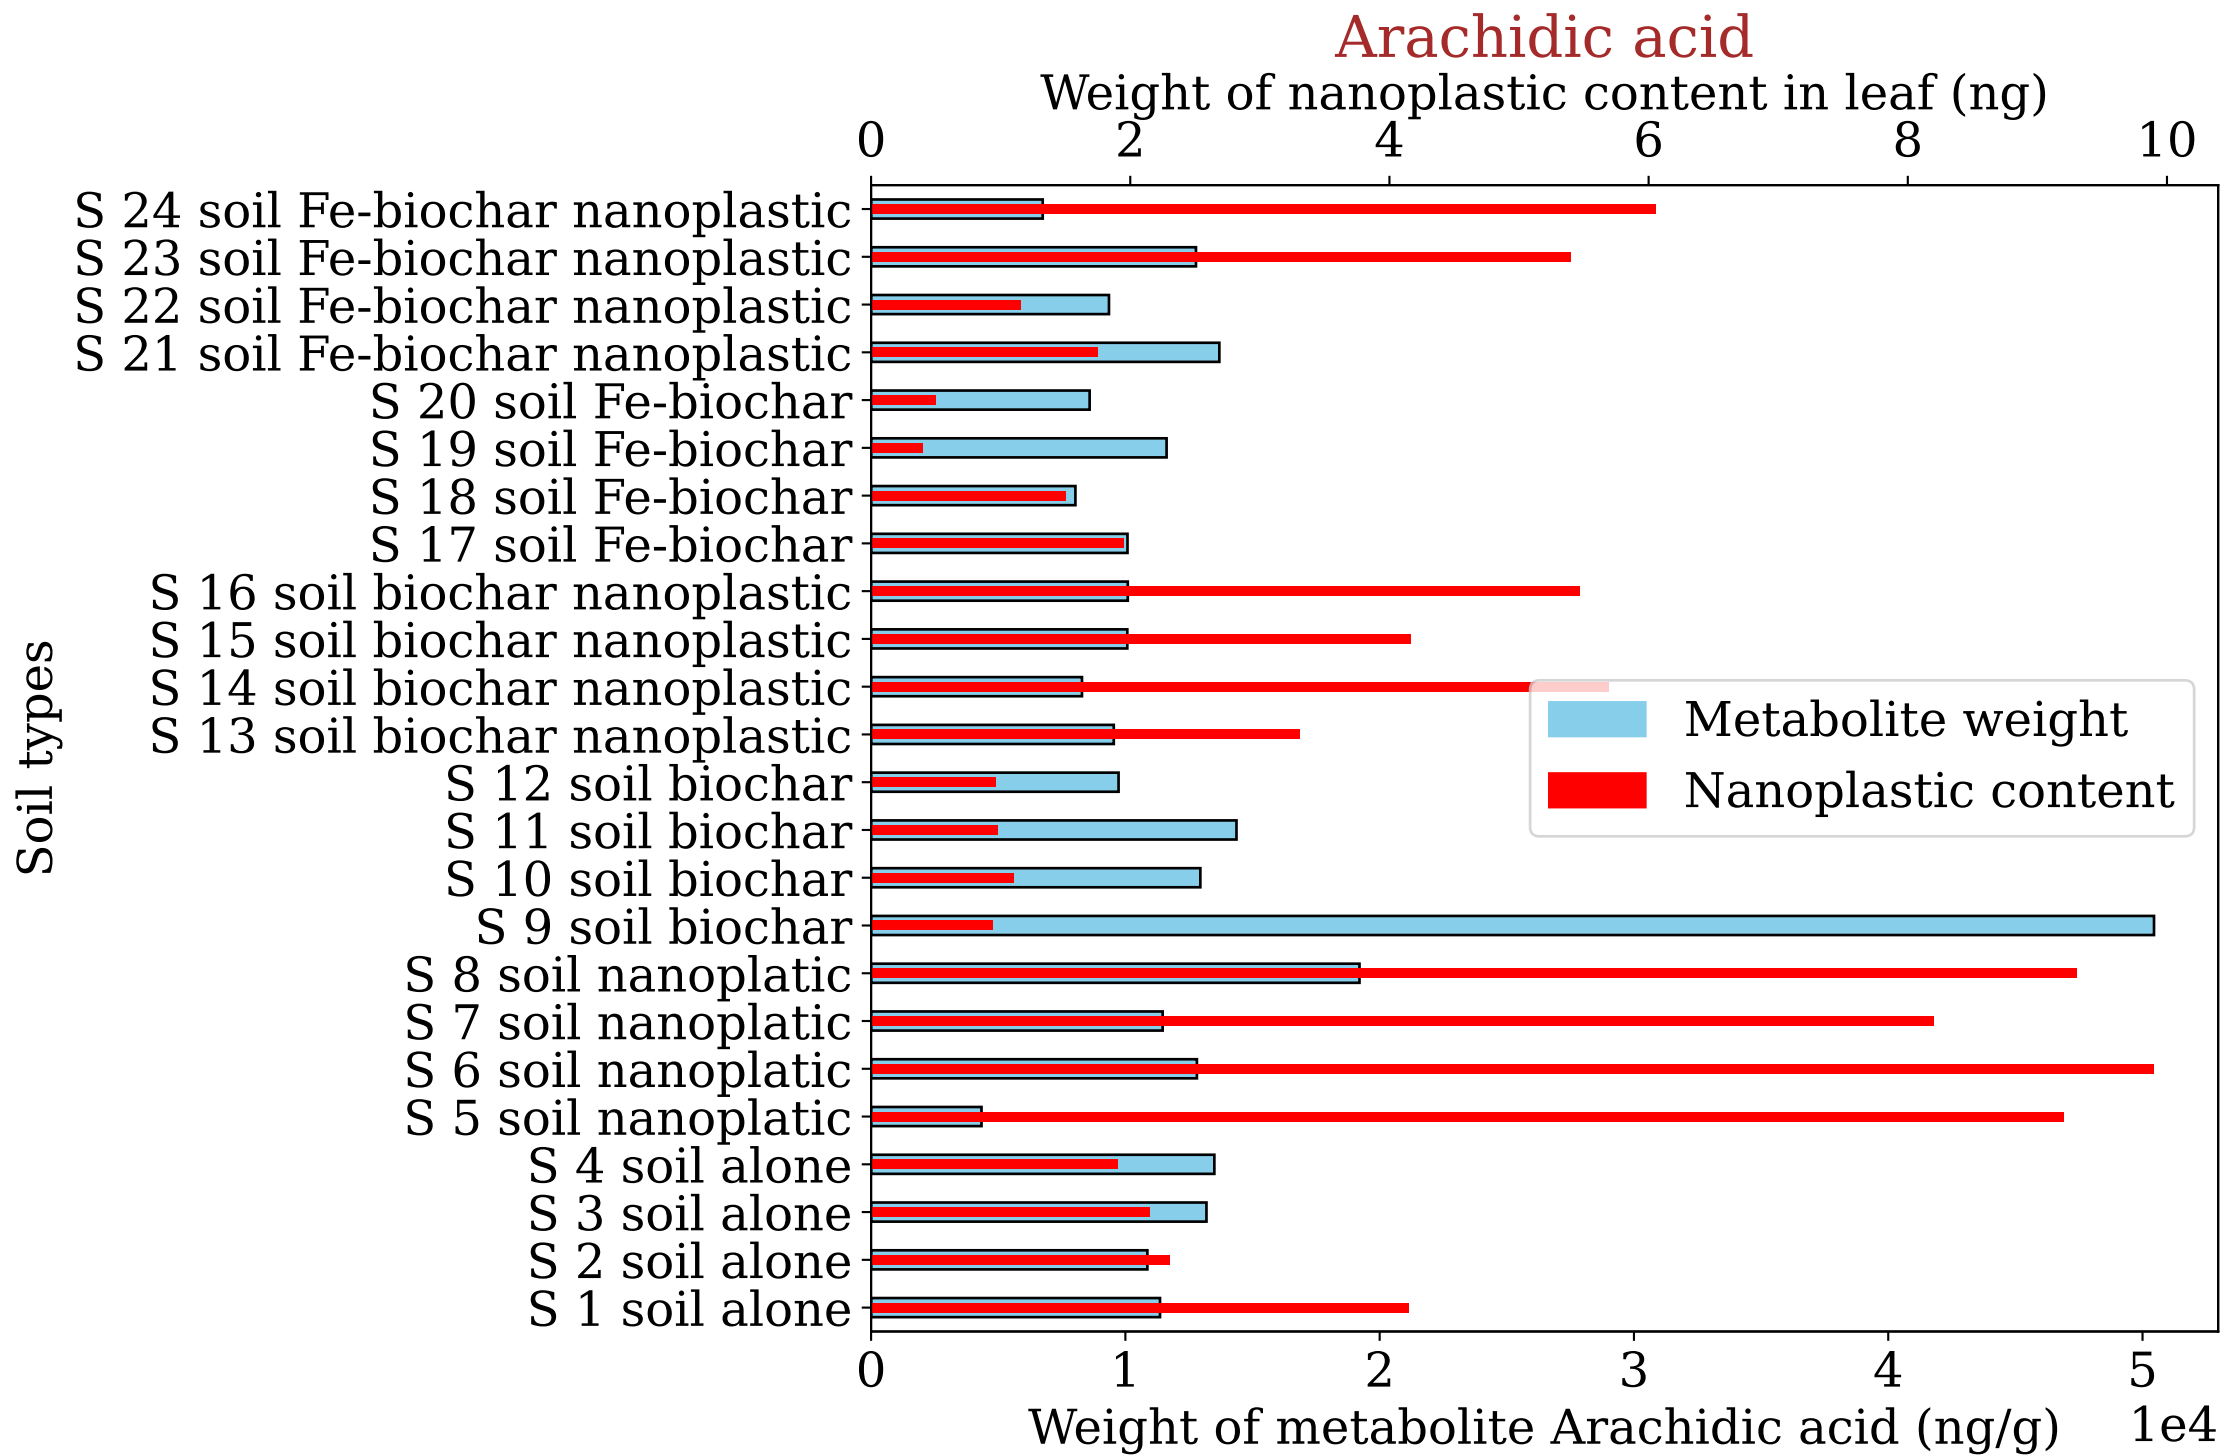 Arachidic acid
Weight of nanoplastic content in leaf (ng)
0 2 4 6 8 10
S 24 soil Fe-biochar nanoplastic
S 23 soil Fe-biochar nanoplastic
S 22 soil Fe-biochar nanoplastic
S 21 soil Fe-biochar nanoplastic
S 20 soil Fe-biochar
S 19 soil Fe-biochar
S 18 soil Fe-biochar
S 17 soil Fe-biochar
S 16 soil biochar nanoplastic
S 15 soil biochar nanoplastic
S 14 soil biochar nanoplastic
S 13 soil biochar nanoplastic
S 12 soil biochar
S 11 soil biochar
S 10 soil biochar
S 9 soil biochar
S 8 soil nanoplatic
S 7 soil nanoplatic
S 6 soil nanoplatic
S 5 soil nanoplatic
S 4 soil alone
S 3 soil alone
S 2 soil alone
S 1 soil alone
Soil types
Metabolite weight
Nanoplastic content
0 1 2 3 4 5
Weight of metabolite Arachidic acid (ng/g)
1e4